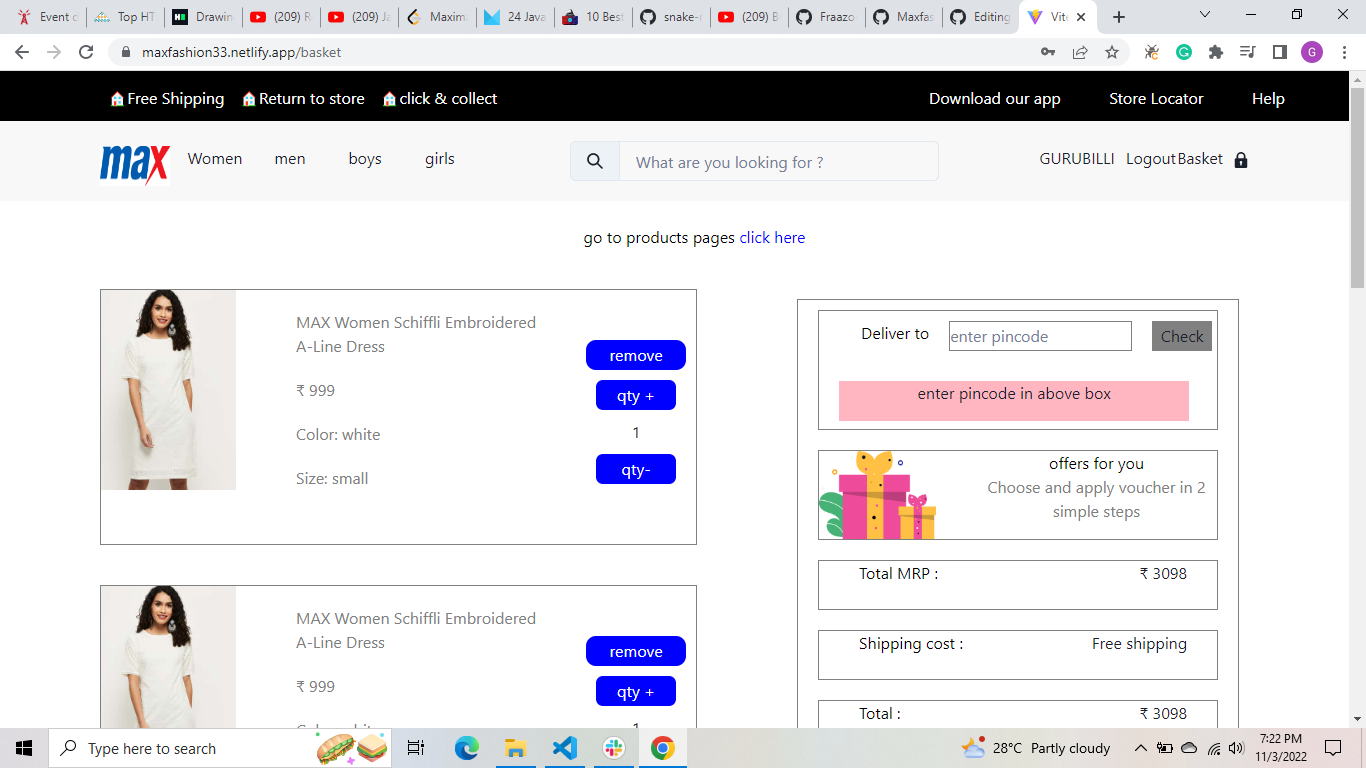 Event c
Top HT
Drawin
(209) R
(209) Ja
Maxim
24 Java
10 Best
snake-r
(209) B
Fraazo
Maxfas
Editing
Vite
maxfashion33.netlify.app/basket
G
Free Shipping
Return to store
click & collect
Download our app
Store Locator
Help
max
Women
men
boys
girls
What are you looking for ?
GURUBILLI
Logout
Basket
go to products pages click here
MAX Women Schiffli Embroidered
A-Line Dress
₹ 999
Color: white
Size: small
remove
qty +
1
qty-
MAX Women Schiffli Embroidered
A-Line Dress
₹ 999
remove
qty +
Deliver to
enter pincode
Check
enter pincode in above box
offers for you
Choose and apply voucher in 2
simple steps
Total MRP :
₹ 3098
Shipping cost :
Free shipping
Total :
₹ 3098
Type here to search
28°C Partly cloudy
7:22 PM
11/3/2022